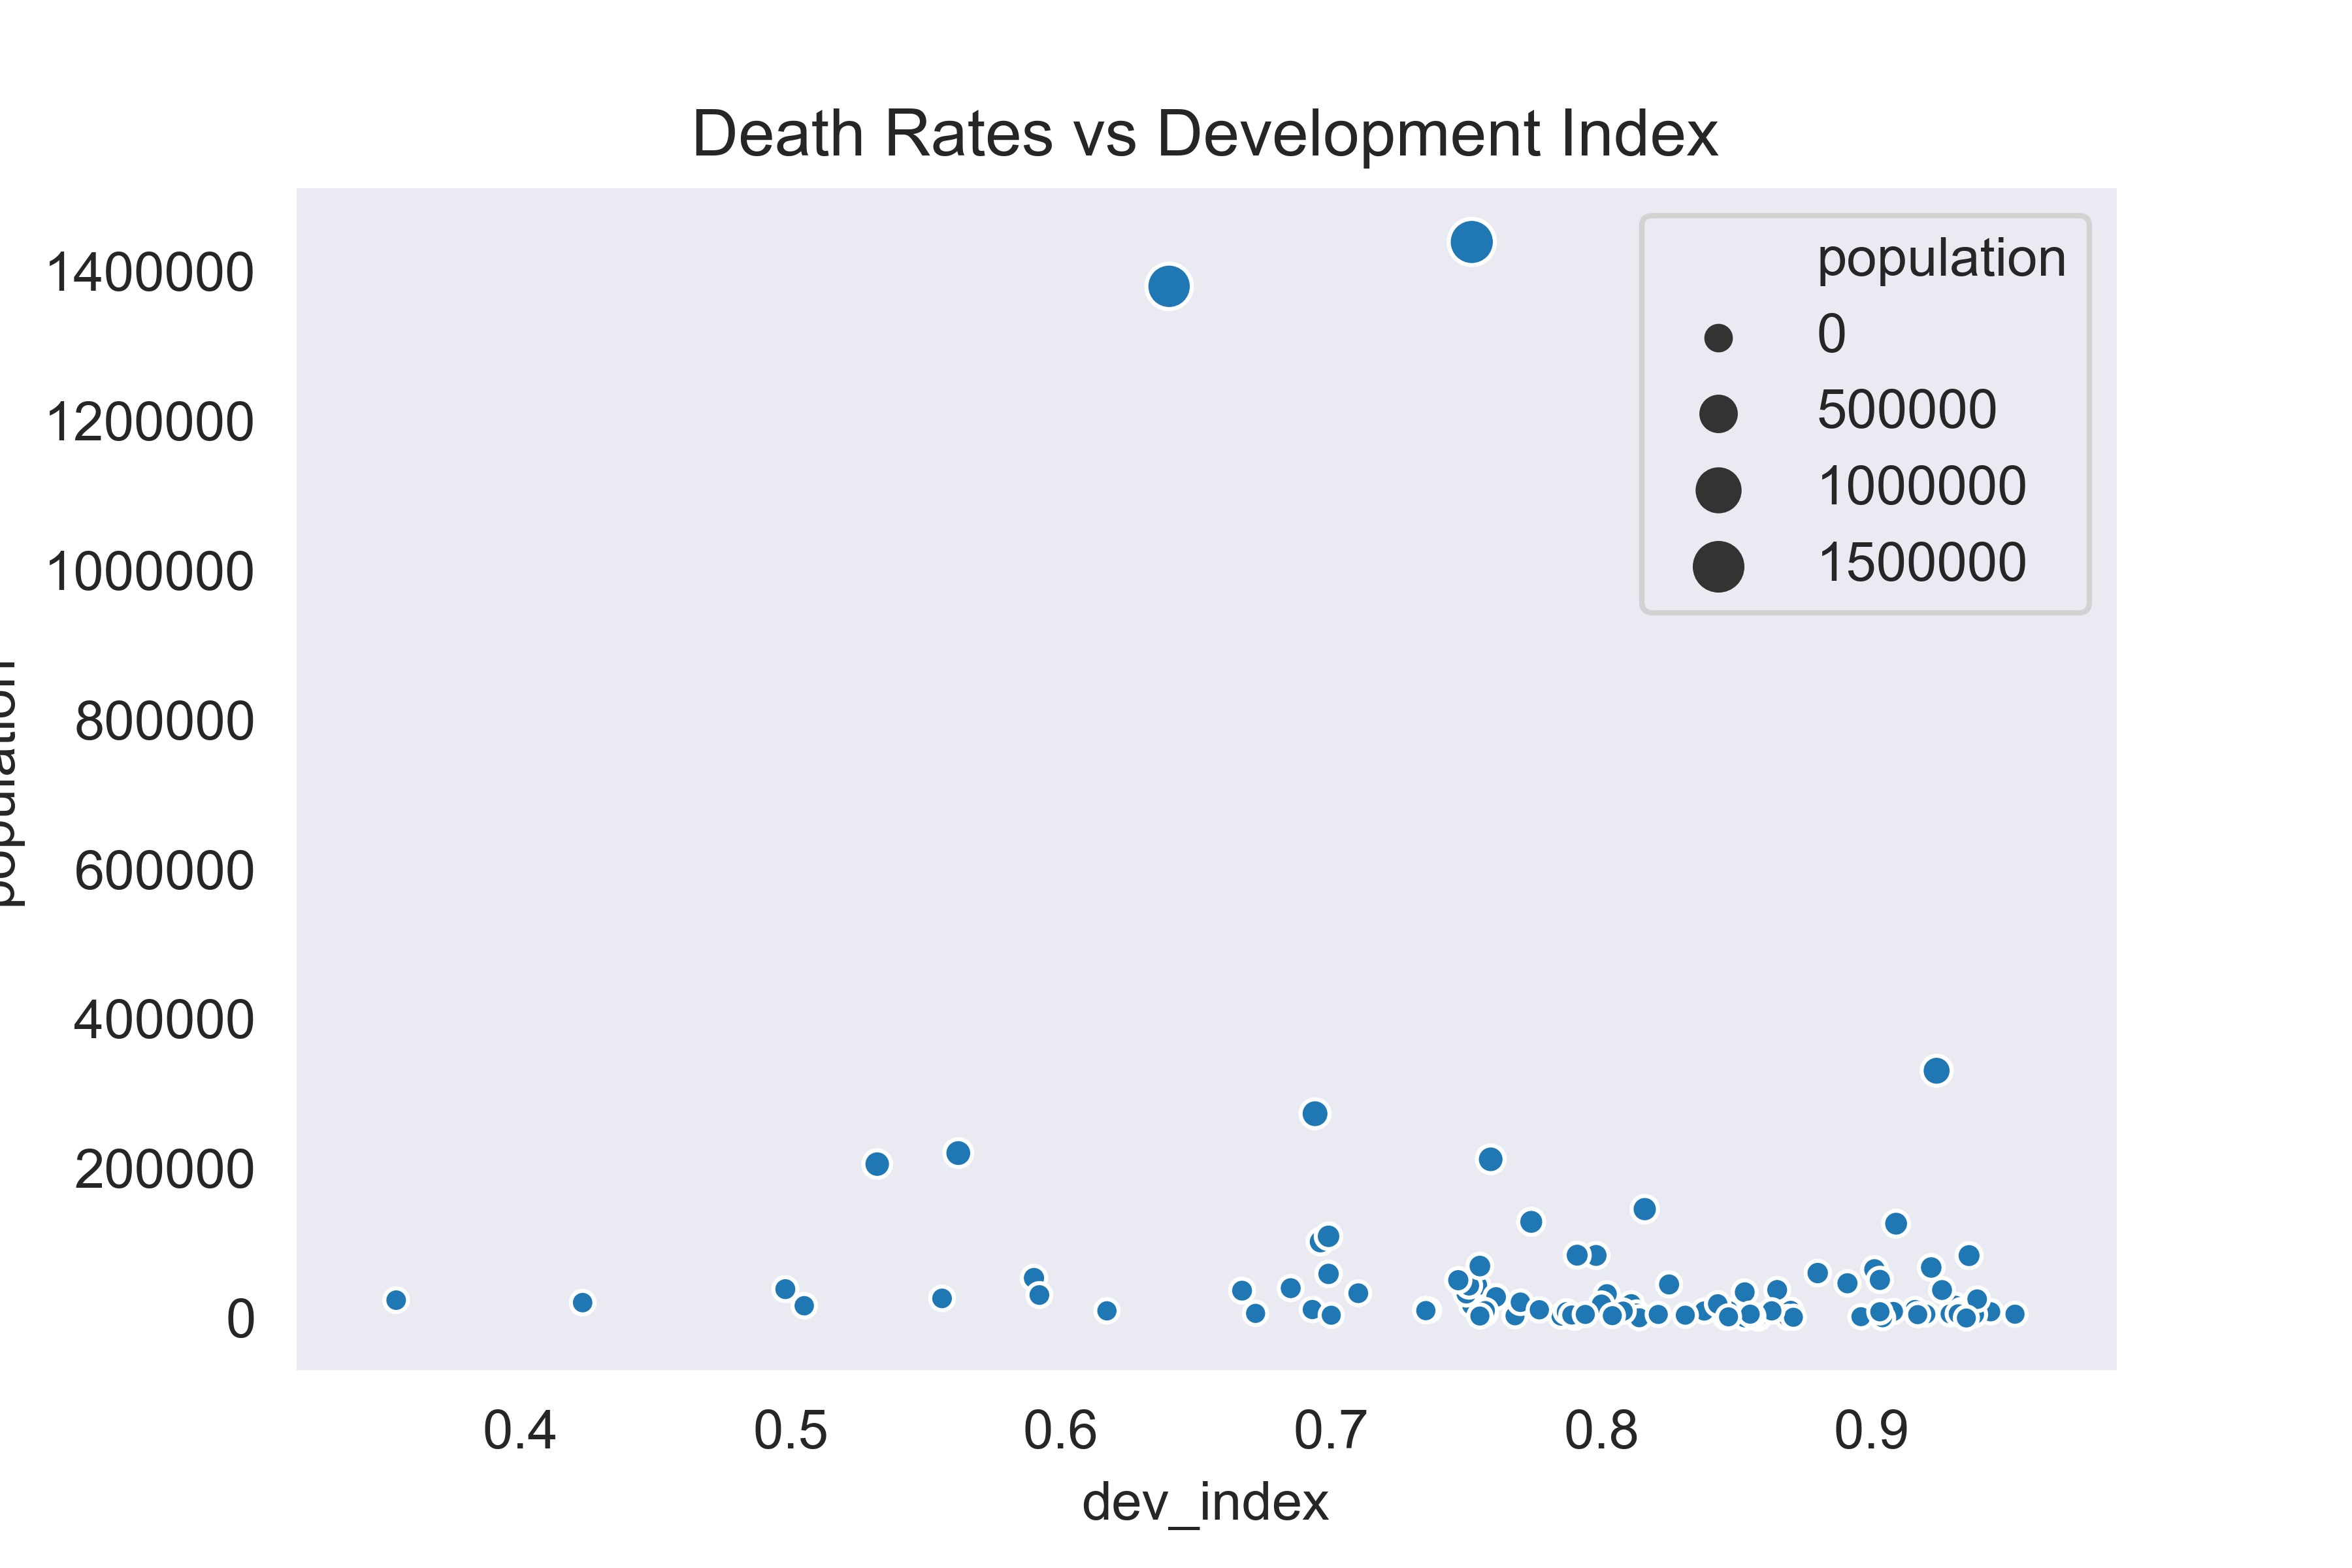 Death Rates vs Development Index
population
0
500000
1000000
1500000
1400000
1200000
1000000
800000
600000
400000
200000
0
population
0.4 0.5 0.6 0.7 0.8 0.9
dev_index